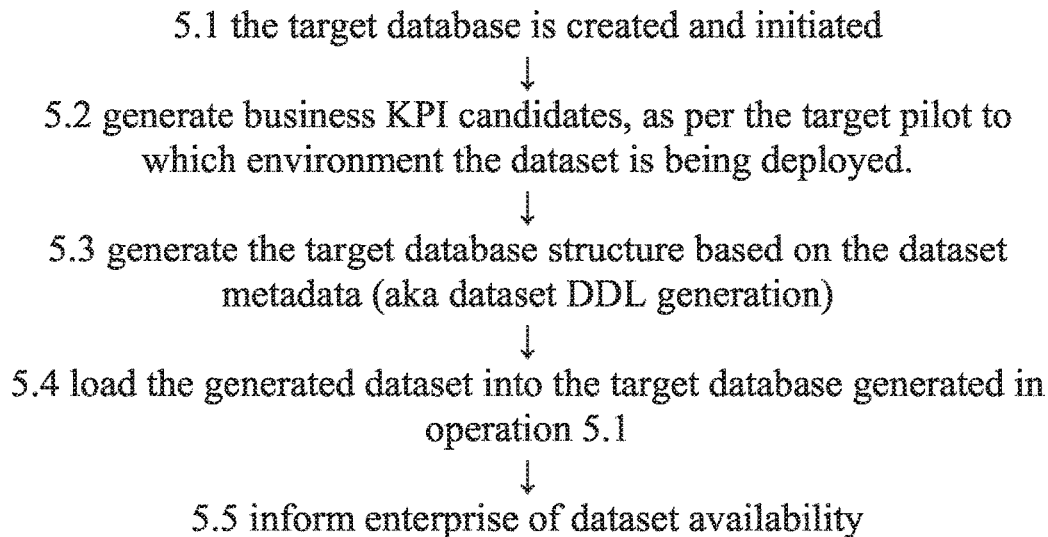 5.1 the target database is created and initiated
↓
5.2 generate business KPI candidates, as per the target pilot to
which environment the dataset is being deployed.
↓
5.3 generate the target database structure based on the dataset
metadata (aka dataset DDL generation)
↓
5.4 load the generated dataset into the target database generated in
operation 5.1
↓
5.5 inform enterprise of dataset availability